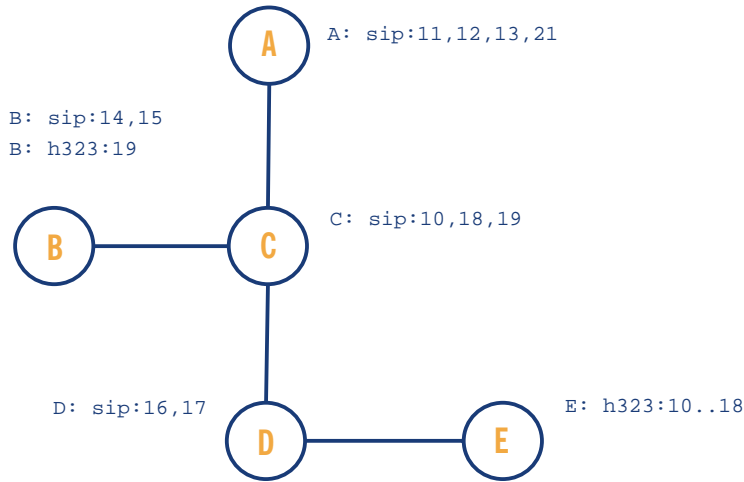 A
A: sip:11,12,13,21
B: sip:14,15
B: h323:19
B
C
C: sip:10,18,19
D: sip:16,17
D
E
E: h323:10..18